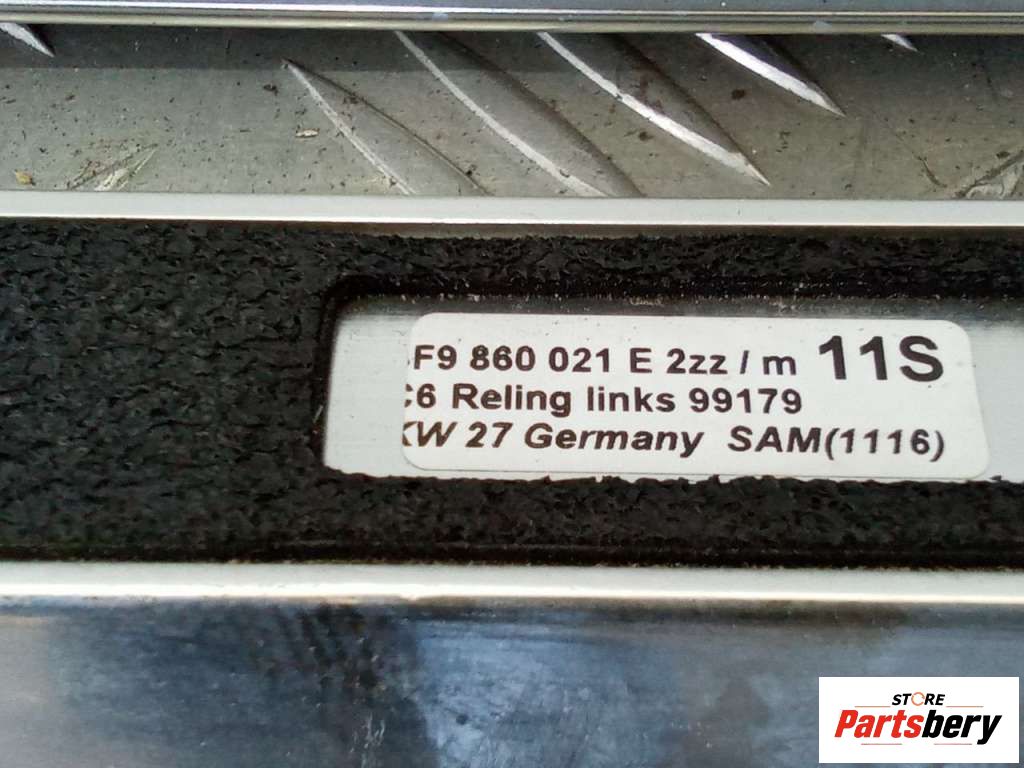 F9 860 021 E 2zz / m 11S
C6 Reling links 99179
KW 27 Germany SAM(1116)
STORE
Partsbery